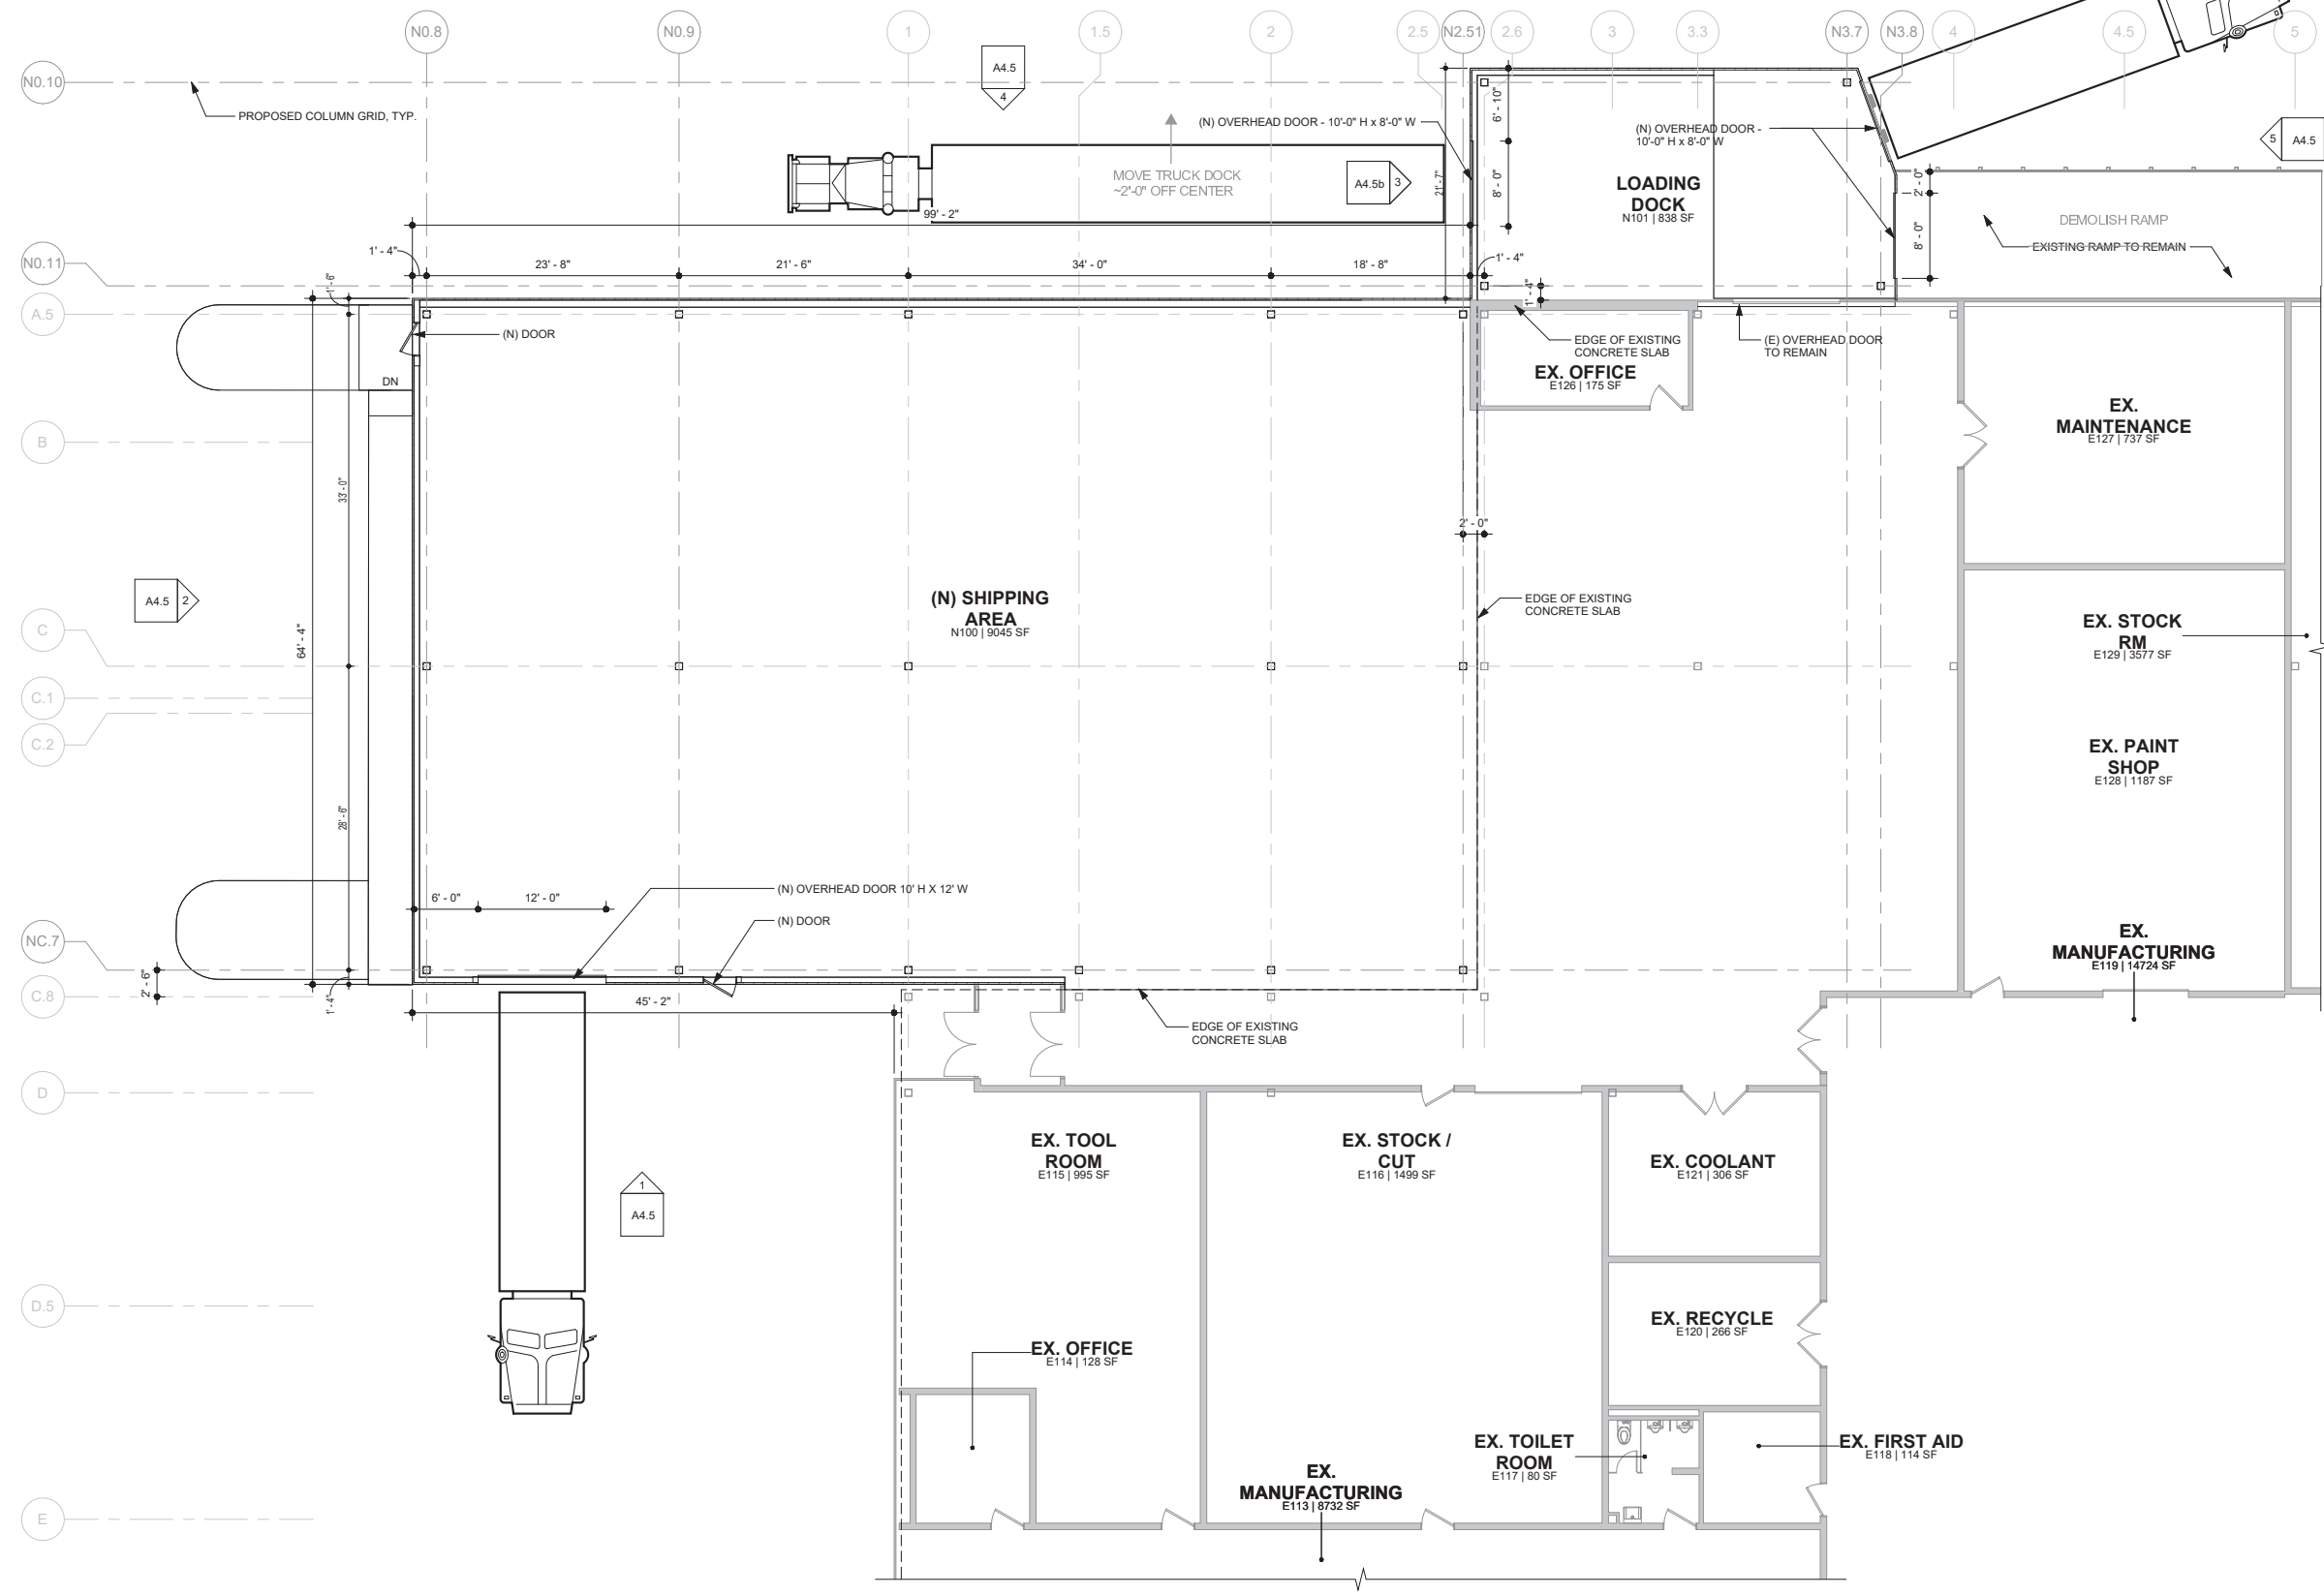 N0.8
N0.9
1
1.5
2
2.5
N2.51
2.6
3
3.3
N3.7
N3.8
4
4.5
5
N0.10
A4.5
4
PROPOSED COLUMN GRID, TYP.
(N) OVERHEAD DOOR - 10'-0" H x 8'-0" W
6' - 10"
(N) OVERHEAD DOOR -
10'-0" H x 8'-0" W
5
A4.5
MOVE TRUCK DOCK
~2'-0" OFF CENTER
A4.5b
3
21' - 7"
8' - 0"
LOADING
DOCK
N101 | 838 SF
2' - 0"
99' - 2"
DEMOLISH RAMP
EXISTING RAMP TO REMAIN
8' - 0"
N0.11
1' - 4"
23' - 8"
21' - 6"
34' - 0"
18' - 8"
1' - 4"
1' - 6"
1' - 4"
A.5
(N) DOOR
EDGE OF EXISTING
CONCRETE SLAB
(E) OVERHEAD DOOR
TO REMAIN
DN
EX. OFFICE
E126 | 175 SF
EX.
MAINTENANCE
E127 | 737 SF
B
33' - 0"
2' - 0"
A4.5
2
(N) SHIPPING
AREA
N100 | 9045 SF
EDGE OF EXISTING
CONCRETE SLAB
EX. STOCK
RM
E129 | 3577 SF
C
64' - 4"
C.1
C.2
EX. PAINT
SHOP
E128 | 1187 SF
28' - 6"
6' - 0"
12' - 0"
(N) OVERHEAD DOOR 10' H X 12' W
(N) DOOR
NC.7
EX.
MANUFACTURING
E119 | 14724 SF
2' - 6"
C.8
1' - 4"
45' - 2"
EDGE OF EXISTING
CONCRETE SLAB
D
EX. TOOL
ROOM
E115 | 995 SF
EX. STOCK /
CUT
E116 | 1499 SF
EX. COOLANT
E121 | 306 SF
1
A4.5
D.5
EX. RECYCLE
E120 | 266 SF
EX. OFFICE
E114 | 128 SF
EX. TOILET
ROOM
E117 | 80 SF
EX. FIRST AID
E118 | 114 SF
EX.
MANUFACTURING
E113 | 8732 SF
E